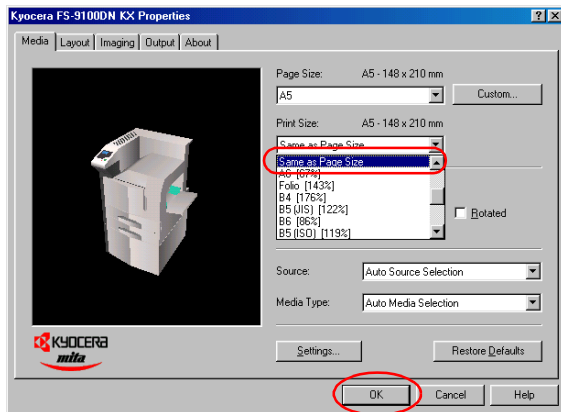 Kyocera FS-9100DN KX Properties
Media Layout Imaging Output About
Page Size: A5 - 148 x 210 mm
A5 Custom...
Print Size: A5 - 148 x 210 mm
Same as Page Size
Same as Page Size
A6 [67%]
Folio [143%]
B4 [176%]
B5 (JIS) [122%]
B6 [86%]
B5 (ISO) [119%]
Rotated
Source: Auto Source Selection
Media Type: Auto Media Selection
KYOCERA
mita
Settings... Restore Defaults
OK Cancel Help